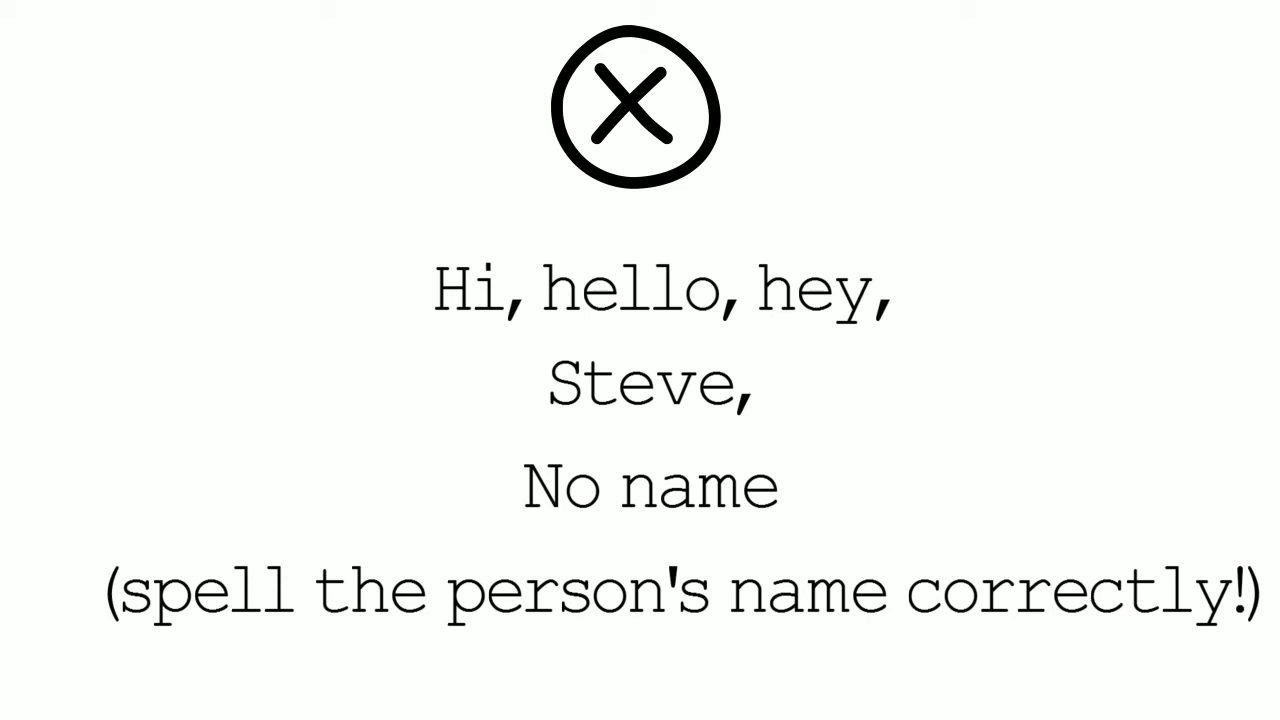 Hi, hello, hey,
Steve,
No name
(spell the person's name correctly!)